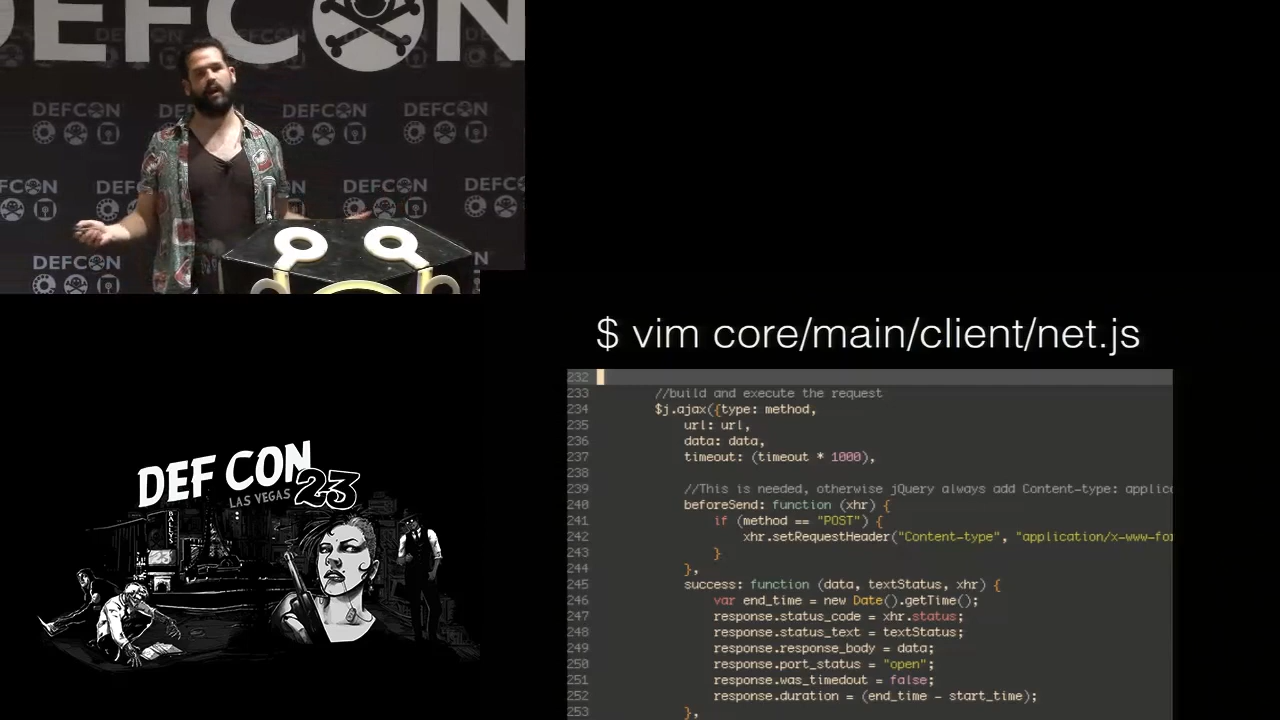 DEFCON
DEFCON DEFCON DEFCON DEFCON
DEFCON DEFCON DEFCON DEFCON
DEFCON
$ vim core/main/client/net.js
232
233 //build and execute the request
234 $j.ajax({type: method,
235 url: url,
236 data: data,
237 timeout: (timeout * 1000),
238
239 //This is needed, otherwise jQuery always add Content-type: applic
240 beforeSend: function (xhr) {
241 if (method == "POST") {
242 xhr.setRequestHeader("Content-type", "application/x-www-for
243 }
244 },
245 success: function (data, textStatus, xhr) {
246 var end_time = new Date().getTime();
247 response.status_code = xhr.status;
248 response.status_text = textStatus;
249 response.response_body = data;
250 response.port_status = "open";
251 response.was_timedout = false;
252 response.duration = (end_time - start_time);
253 },
DEF CON
LAS VEGAS 23
BALLYS
23